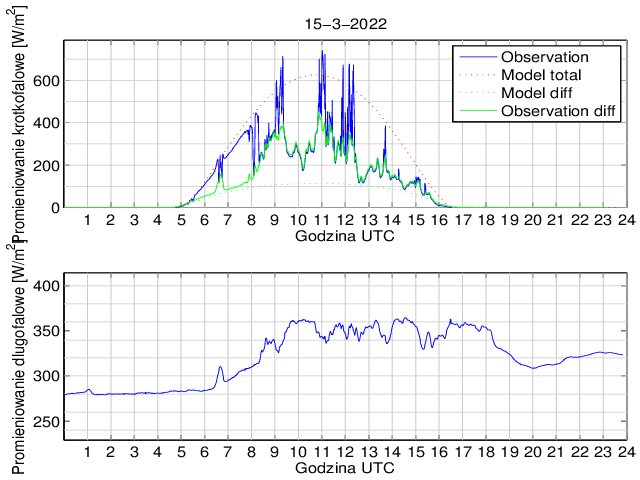 15-3-2022
Promieniowanie krotkofalowe [W/m²]
600
400
200
0
Observation
Model total
Model diff
Observation diff
1 2 3 4 5 6 7 8 9 10 11 12 13 14 15 16 17 18 19 20 21 22 23 24
Godzina UTC
Promieniowanie długofalowe [W/m²]
400
350
300
250
1 2 3 4 5 6 7 8 9 10 11 12 13 14 15 16 17 18 19 20 21 22 23 24
Godzina UTC